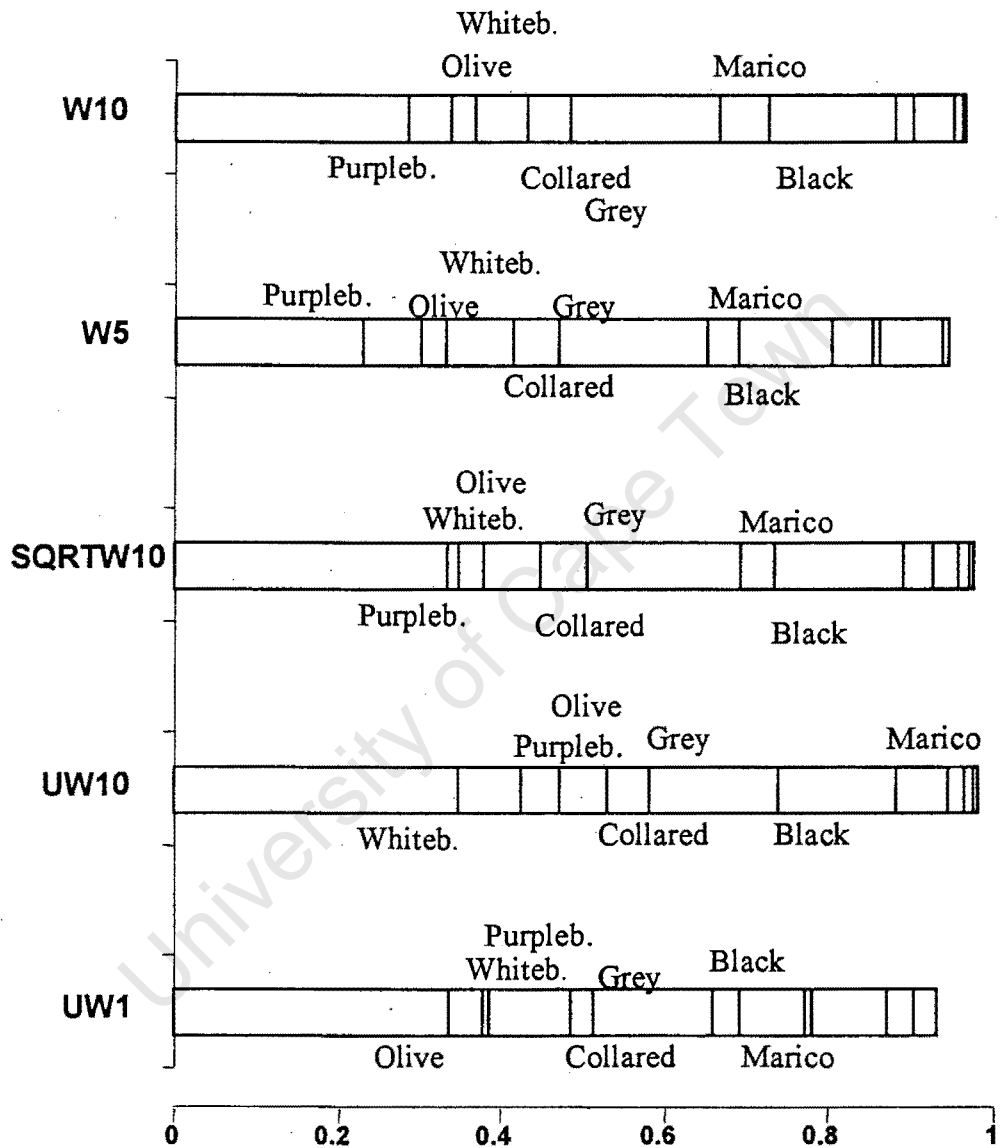 Whiteb.
Olive Marico
W10
Purpleb. Collared Black
Grey
Whiteb.
Purpleb. Olive Grey Marico
W5
Collared Black
Olive
Whiteb. Grey Marico
SQRTW10
Purpleb. Collared Black
Olive
Purpleb. Grey Marico
UW10
Whiteb. Collared Black
Purpleb. Black
Whiteb. Grey
UW1
Olive Collared Marico
0 0.2 0.4 0.6 0.8 1
University of Cape Town